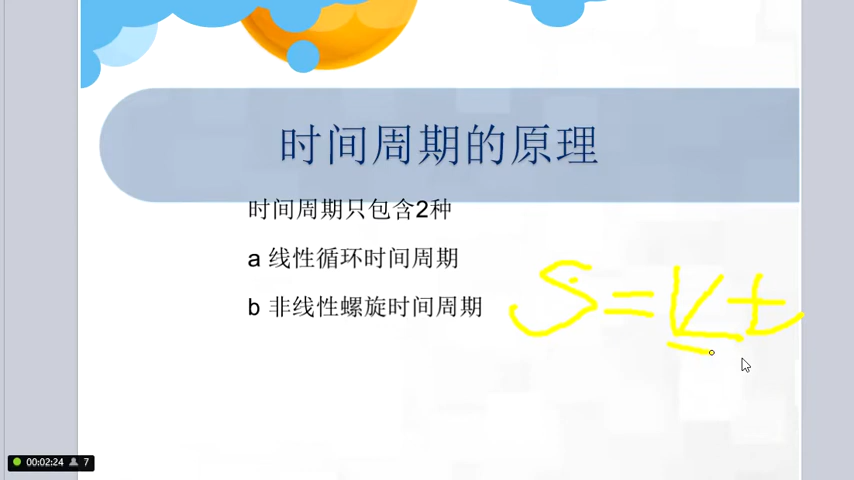 时间周期的原理
时间周期只包含2种
a 线性循环时间周期
b 非线性螺旋时间周期
S=Vt
00:02:24 7